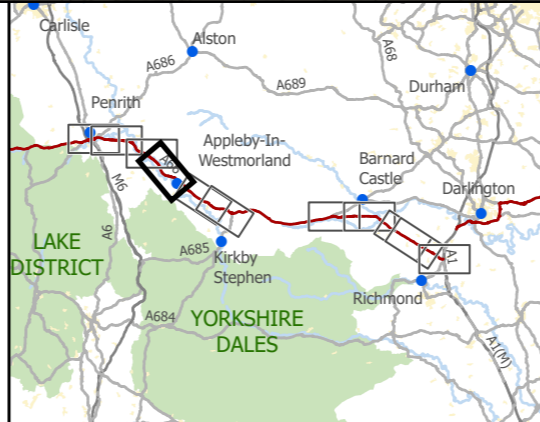 Carlisle
Alston
A68
A686
A689
Durham
Penrith
Appleby-In-
Westmorland
Barnard
Castle
Darlington
A66
M6
A6
LAKE
DISTRICT
A685
Kirkby
Stephen
A1
Richmond
A684
YORKSHIRE
DALES
A1(M)